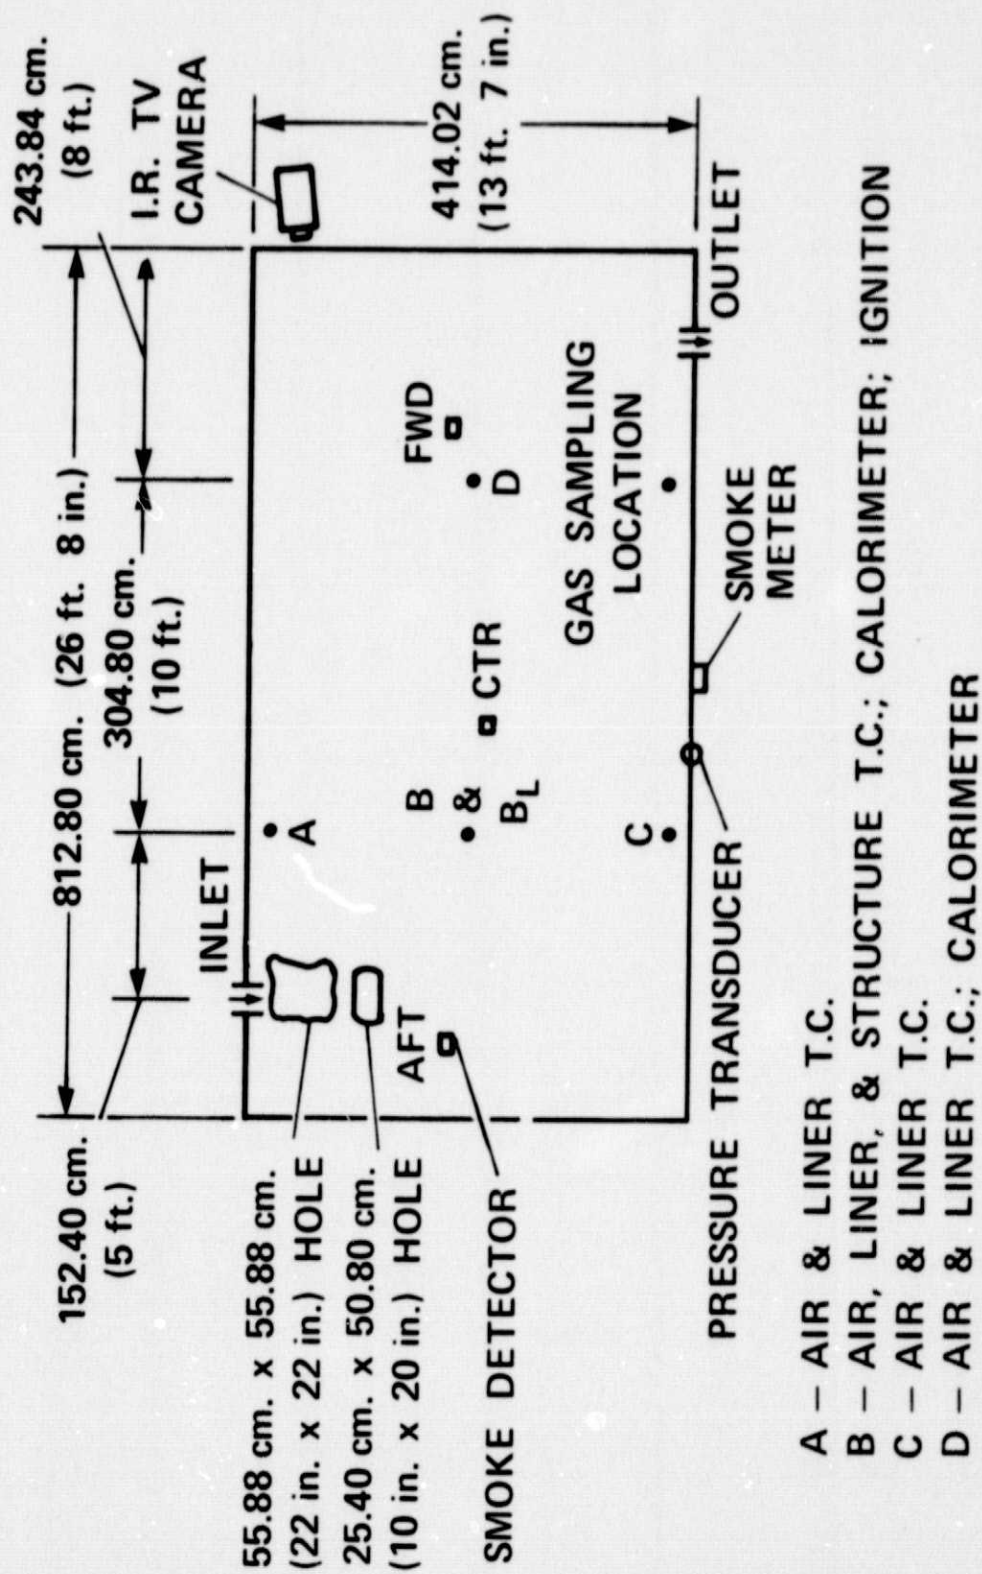 812.80 cm. (26 ft. 8 in.)
243.84 cm.
(8 ft.)
304.80 cm.
(10 ft.)
152.40 cm.
(5 ft.)
I.R. TV
CAMERA
414.02 cm.
(13 ft. 7 in.)
INLET
A
55.88 cm. x 55.88 cm.
(22 in. x 22 in.) HOLE
25.40 cm. x 50.80 cm.
(10 in. x 20 in.) HOLE
AFT
SMOKE DETECTOR
B
&
BL
CTR
FWD
D
GAS SAMPLING
LOCATION
C
OUTLET
SMOKE
METER
PRESSURE TRANSDUCER
A – AIR & LINER T.C.
B – AIR, LINER, & STRUCTURE T.C.; CALORIMETER; IGNITION
C – AIR & LINER T.C.
D – AIR & LINER T.C.; CALORIMETER